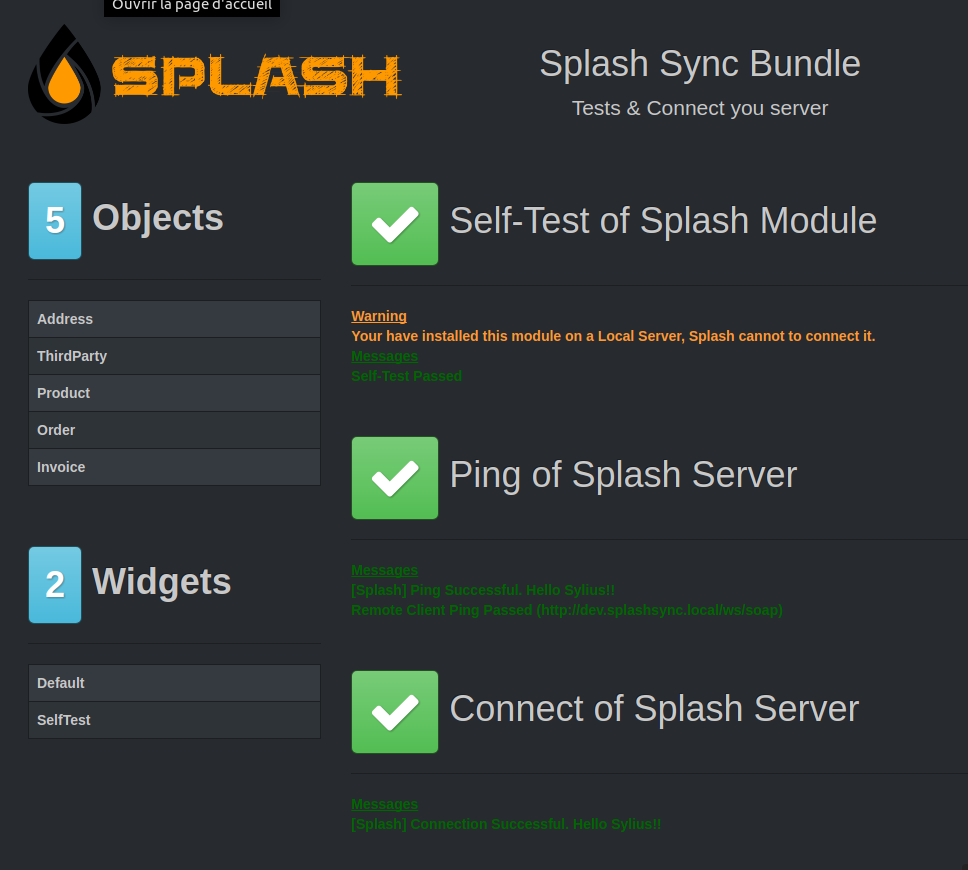 Ouvrir la page d'accueil
SPLASH
Splash Sync Bundle
Tests & Connect you server
5 Objects
Address
ThirdParty
Product
Order
Invoice
2 Widgets
Default
SelfTest
Self-Test of Splash Module
Warning
Your have installed this module on a Local Server, Splash cannot to connect it.
Messages
Self-Test Passed
Ping of Splash Server
Messages
[Splash] Ping Successful. Hello Sylius!!
Remote Client Ping Passed (http://dev.splashsync.local/ws/soap)
Connect of Splash Server
Messages
[Splash] Connection Successful. Hello Sylius!!